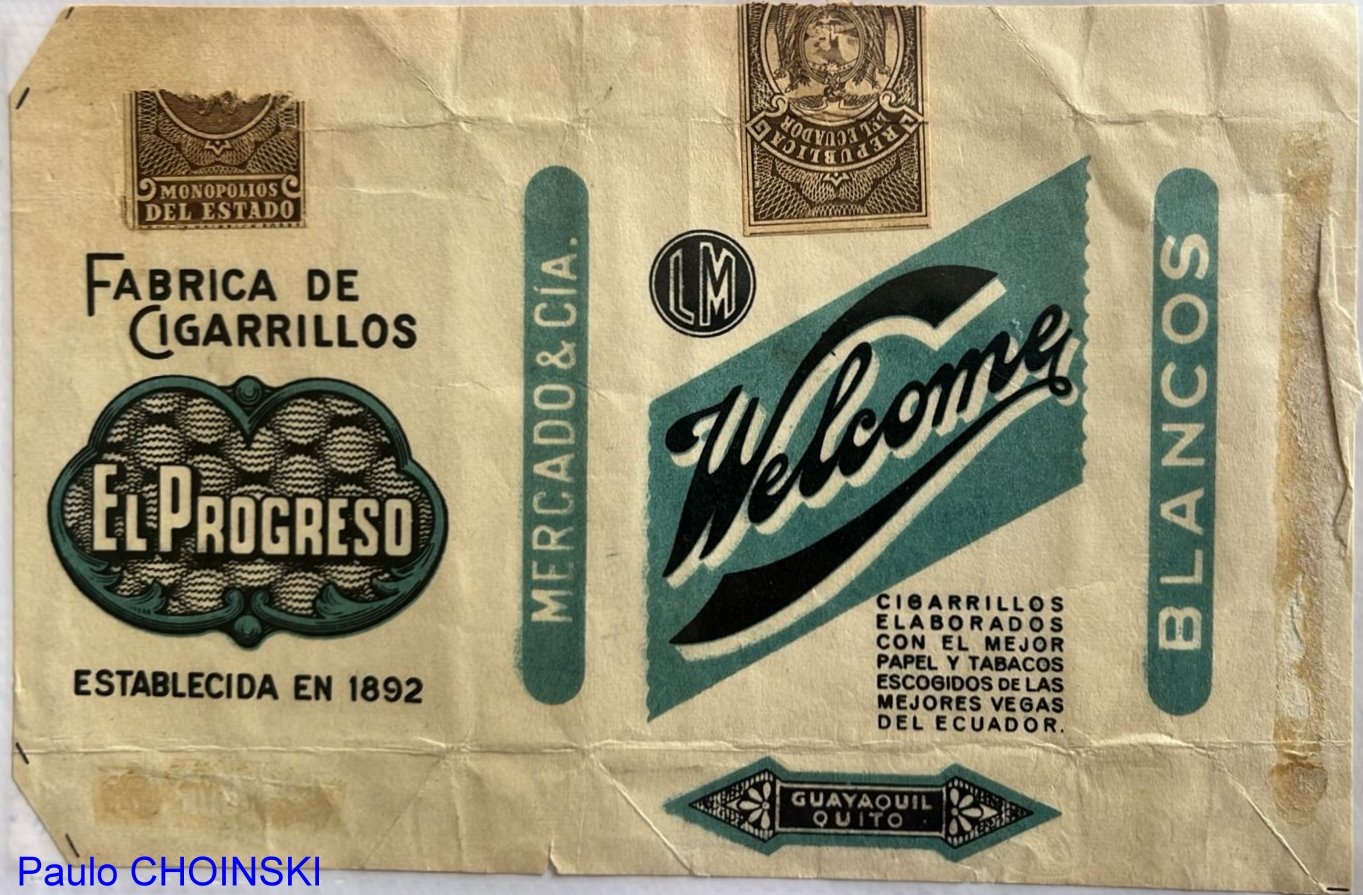 MONOPOLIOS
DEL ESTADO
FABRICA DE
CIGARRILLOS
EL PROGRESO
ESTABLECIDA EN 1892
MERCADO & CÍA.
REPUBLICA
DEL ECUADOR
LM
Welcome
CIGARRILLOS
ELABORADOS
CON EL MEJOR
PAPEL Y TABACOS
ESCOGIDOS DE LAS
MEJORES VEGAS
DEL ECUADOR.
GUAYAQUIL
QUITO
BLANCOS
Paulo CHOINSKI